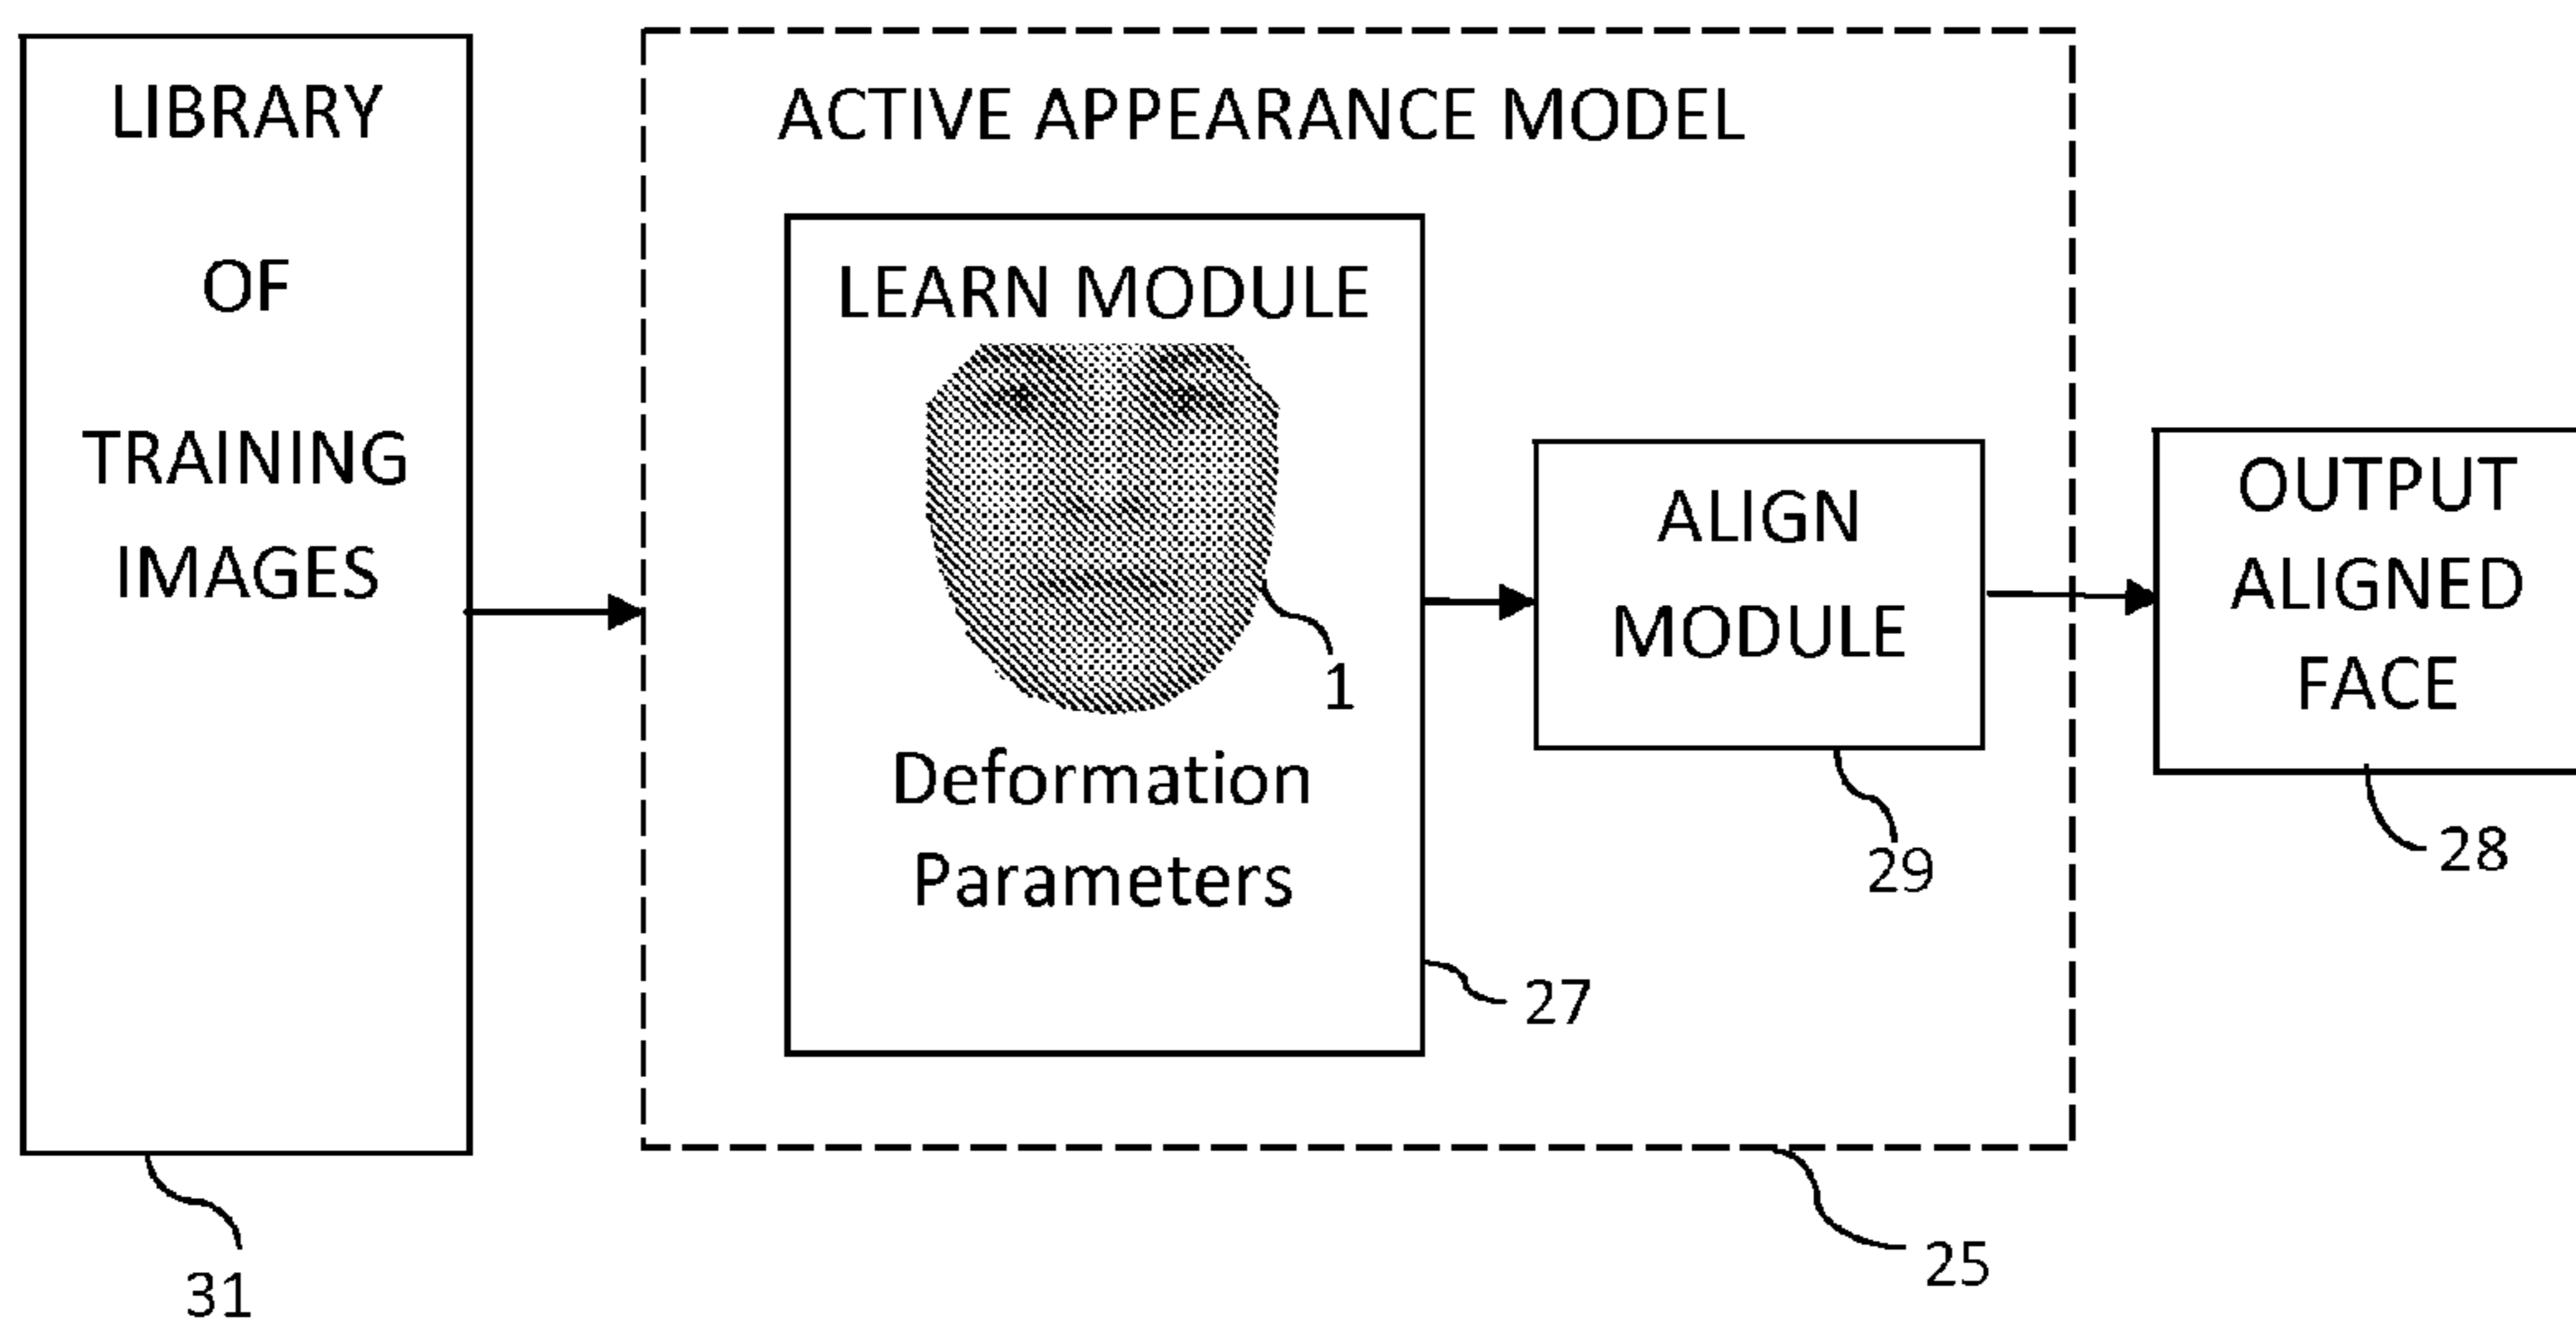 LIBRARY
OF
TRAINING
IMAGES
31
ACTIVE APPEARANCE MODEL
LEARN MODULE
1
Deformation
Parameters
27
ALIGN
MODULE
29
25
OUTPUT
ALIGNED
FACE
28